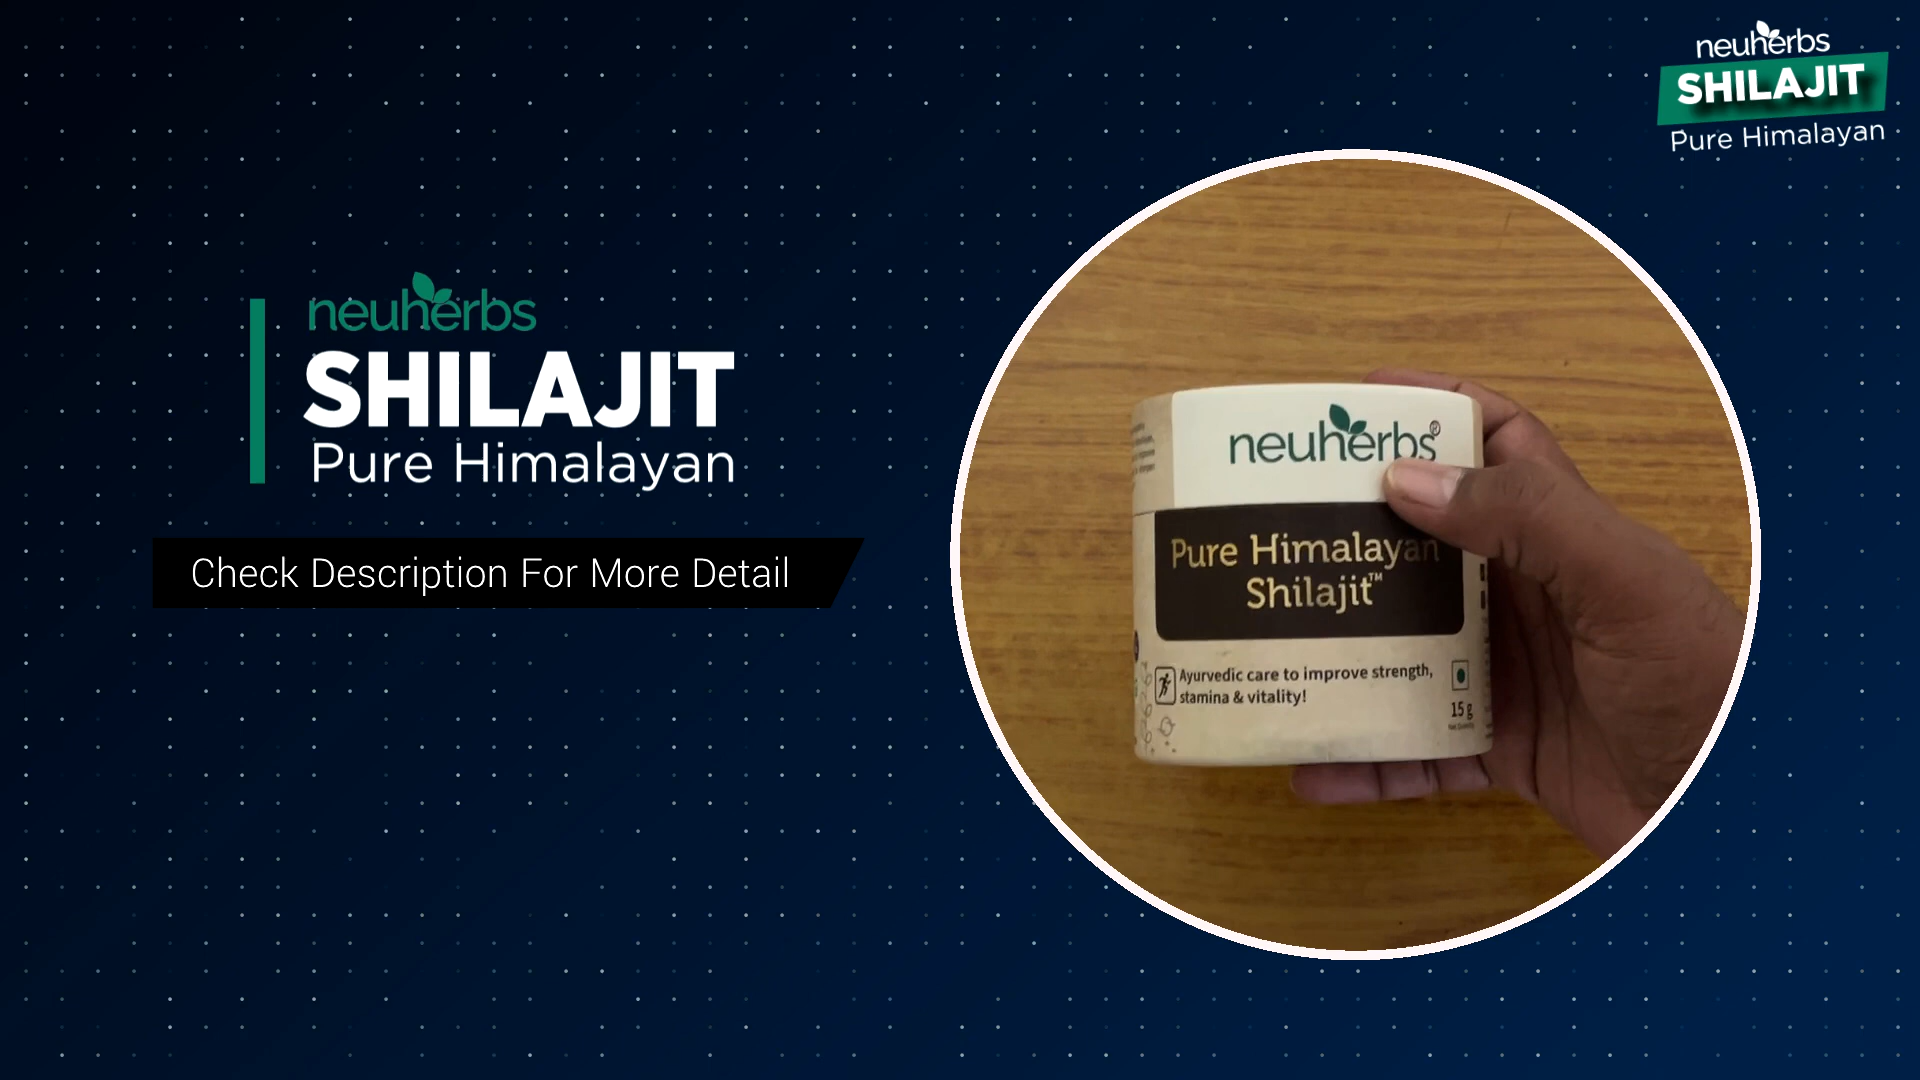 neuherbs
SHILAJIT
Pure Himalayan
neuherbs
SHILAJIT
Pure Himalayan
Check Description For More Detail
neuherbs®
Pure Himalayan
Shilajit™
Ayurvedic care to improve strength,
stamina & vitality!
15 g